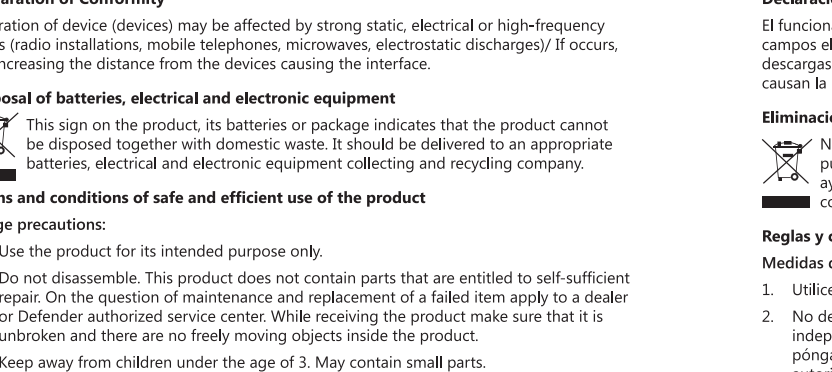 aration of Conformity
ration of device (devices) may be affected by strong static, electrical or high-frequency
s (radio installations, mobile telephones, microwaves, electrostatic discharges)/ If occurs,
ncreasing the distance from the devices causing the interface.
posal of batteries, electrical and electronic equipment
This sign on the product, its batteries or package indicates that the product cannot
be disposed together with domestic waste. It should be delivered to an appropriate
batteries, electrical and electronic equipment collecting and recycling company.
ns and conditions of safe and efficient use of the product
ge precautions:
Use the product for its intended purpose only.
Do not disassemble. This product does not contain parts that are entitled to self-sufficient
repair. On the question of maintenance and replacement of a failed item apply to a dealer
or Defender authorized service center. While receiving the product make sure that it is
unbroken and there are no freely moving objects inside the product.
Keep away from children under the age of 3. May contain small parts.
Declaració
El funciona
campos el
descargas
causan la
Eliminació
N
pu
ay
co
Reglas y c
Medidas d
1. Utilice
2. No de
indep
pónga